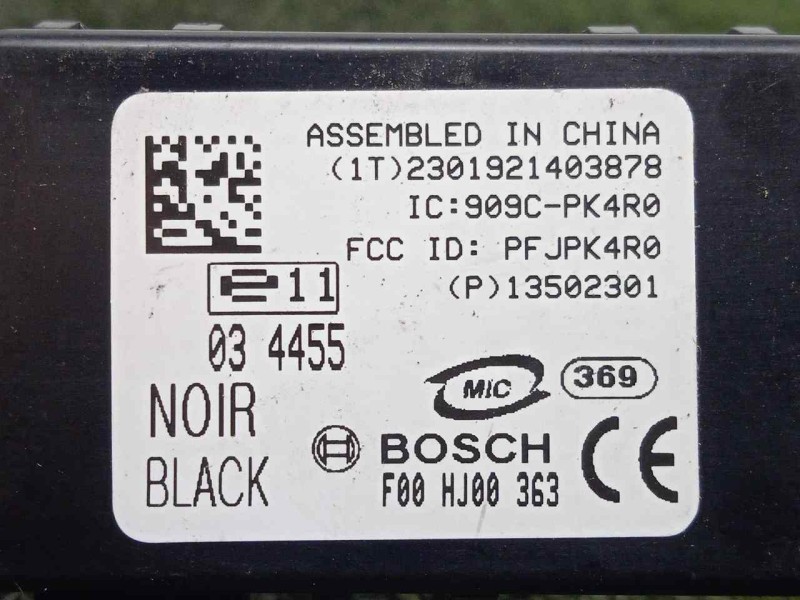 ASSEMBLED IN CHINA
(1T)2301921403878
IC:909C-PK4R0
FCC ID: PFJPK4R0
e11
(P)13502301
03 4455
MIC
369
NOIR
BOSCH
CE
BLACK
F00 HJ00 363